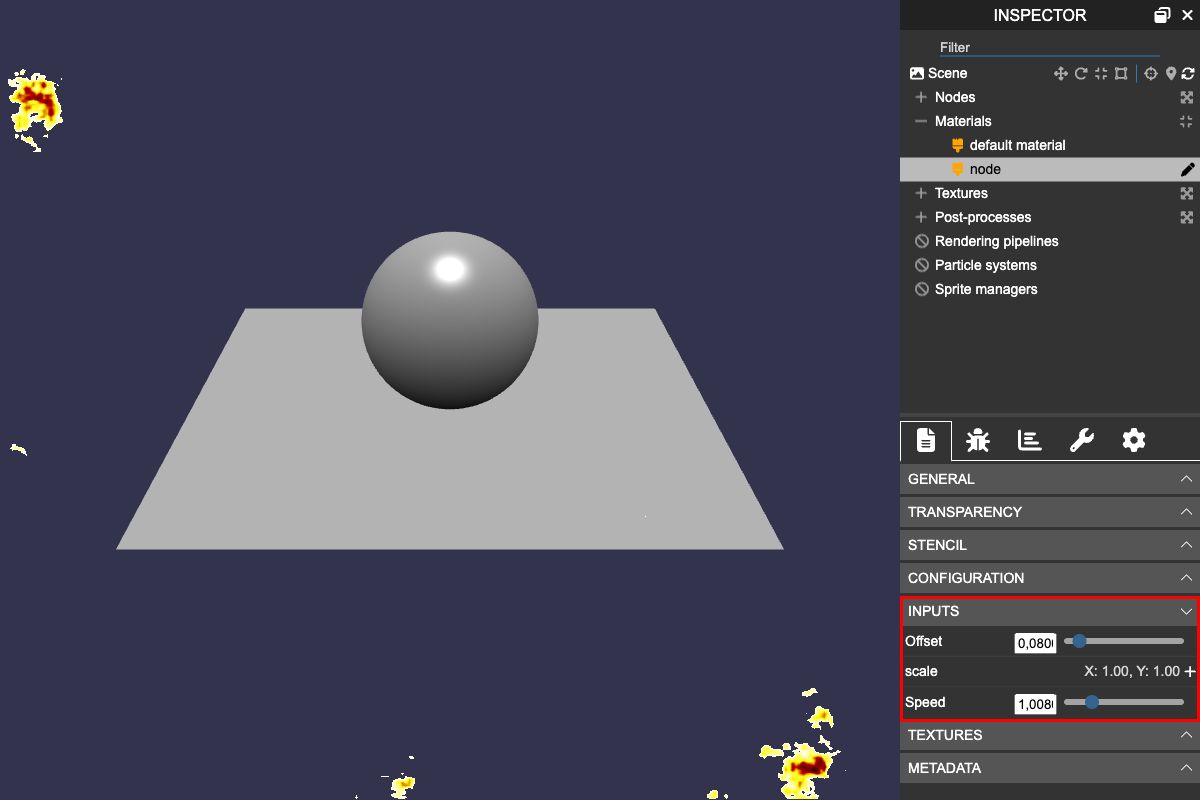 INSPECTOR
Filter
Scene
Nodes
Materials
default material
node
Textures
Post-processes
Rendering pipelines
Particle systems
Sprite managers
GENERAL
TRANSPARENCY
STENCIL
CONFIGURATION
INPUTS
Offset 0,080
scale X: 1.00, Y: 1.00
Speed 1,008
TEXTURES
METADATA